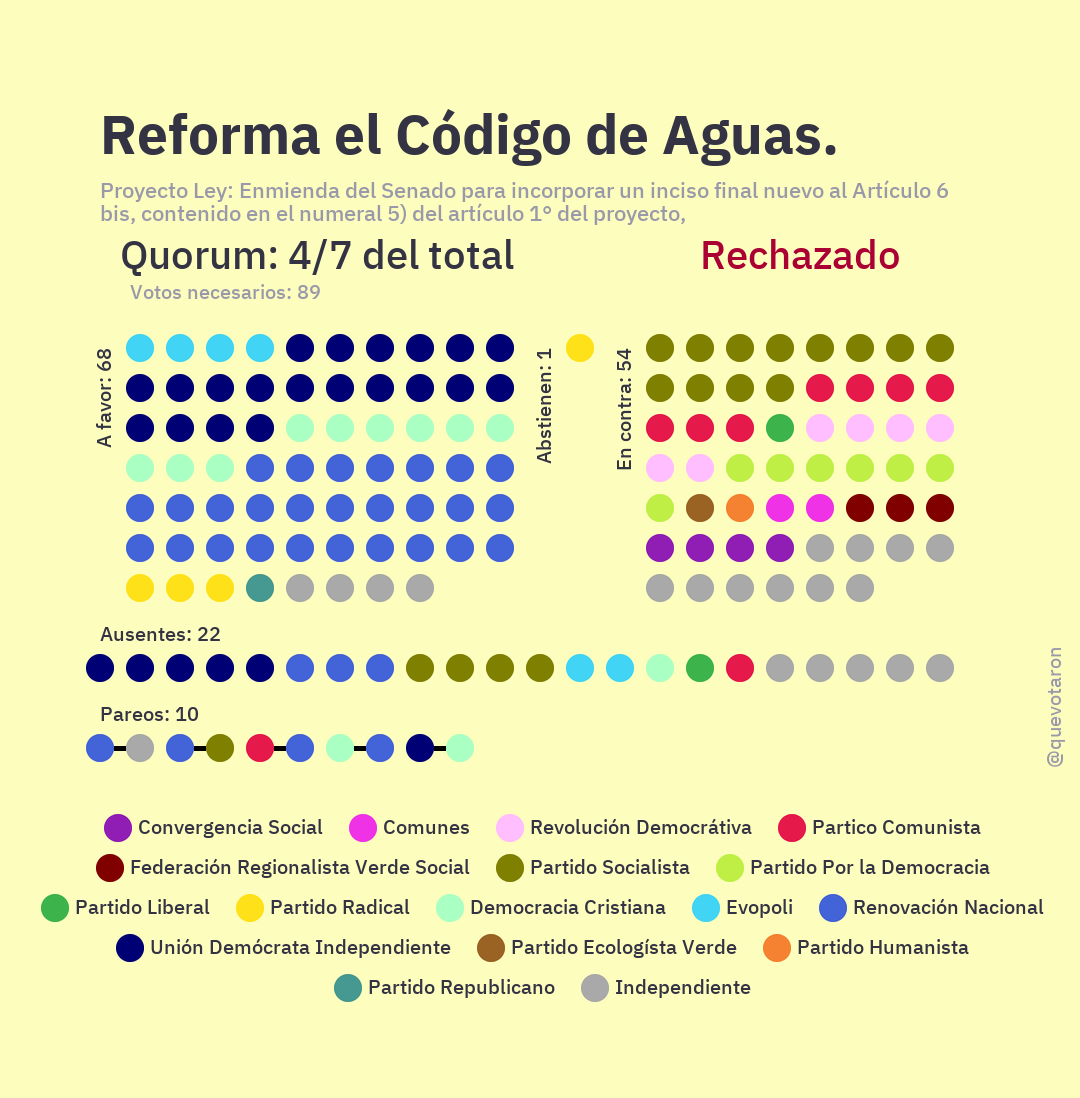 Reforma el Código de Aguas.
Proyecto Ley: Enmienda del Senado para incorporar un inciso final nuevo al Artículo 6
bis, contenido en el numeral 5) del artículo 1° del proyecto,
Quorum: 4/7 del total
Rechazado
Votos necesarios: 89
A favor: 68
Abstienen: 1
En contra: 54
Ausentes: 22
Pareos: 10
@quevotaron
Convergencia Social
Comunes
Revolución Democrátiva
Partico Comunista
Federación Regionalista Verde Social
Partido Socialista
Partido Por la Democracia
Partido Liberal
Partido Radical
Democracia Cristiana
Evopoli
Renovación Nacional
Unión Demócrata Independiente
Partido Ecologísta Verde
Partido Humanista
Partido Republicano
Independiente